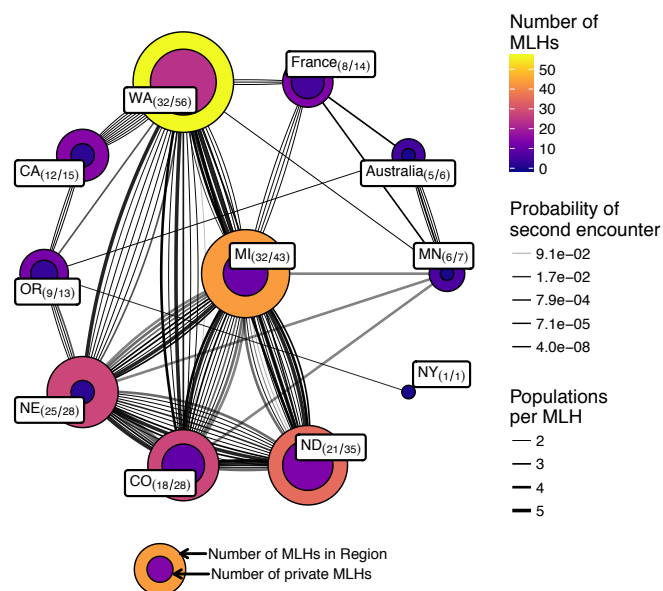 WA(32/56)
France(8/14)
CA(12/15)
Australia(5/6)
MI(32/43)
MN(6/7)
OR(9/13)
NY(1/1)
NE(25/28)
ND(21/35)
CO(18/28)
Number of MLHs in Region
Number of private MLHs
Number of
MLHs
50
40
30
20
10
0
Probability of
second encounter
9.1e−02
1.7e−02
7.9e−04
7.1e−05
4.0e−08
Populations
per MLH
2
3
4
5